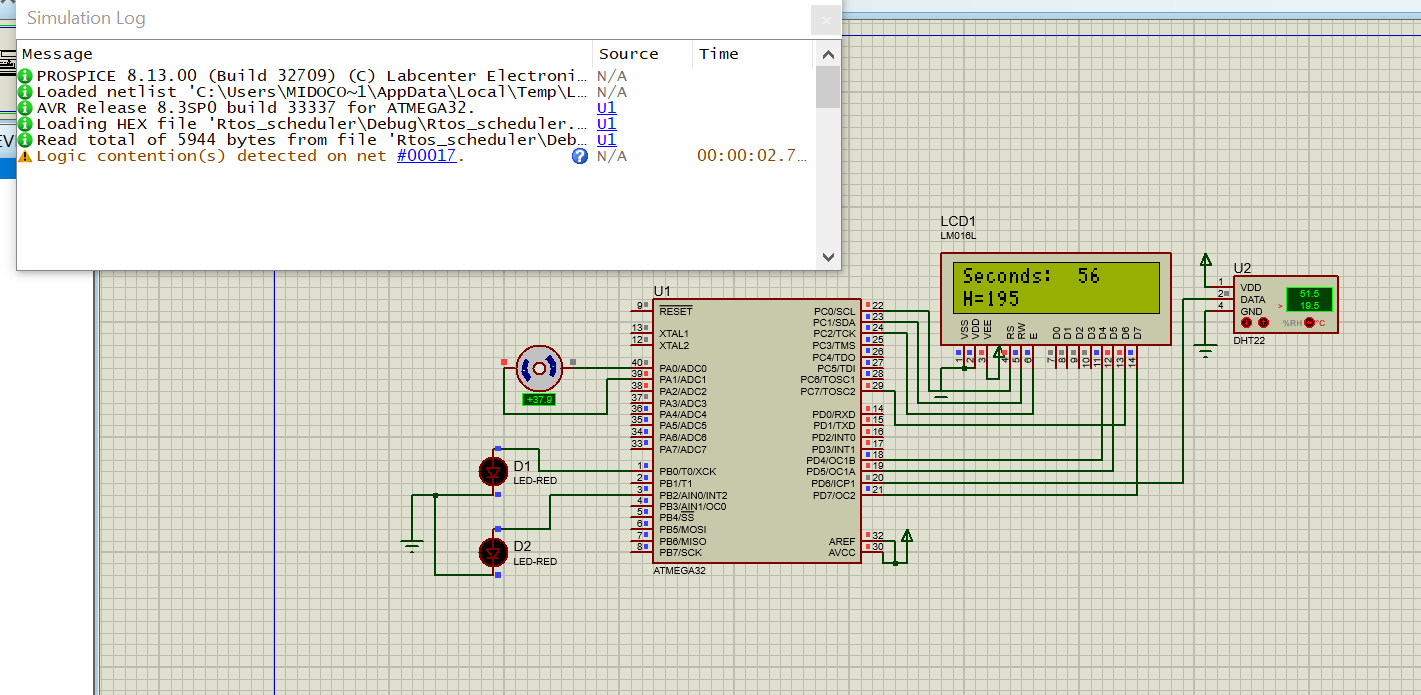 Simulation Log
Message Source Time
PROSPICE 8.13.00 (Build 32709) (C) Labcenter Electroni... N/A
Loaded netlist 'C:\Users\MIDOCO~1\AppData\Local\Temp\L... N/A
AVR Release 8.3SP0 build 33337 for ATMEGA32. U1
Loading HEX file 'Rtos_scheduler\Debug\Rtos_scheduler.... U1
Read total of 5944 bytes from file 'Rtos_scheduler\Deb... U1
Logic contention(s) detected on net #00017. N/A 00:00:02.7...
EV
LCD1
LM016L
Seconds: 56
H=195
VSS VDD VEE RS RW E D0 D1 D2 D3 D4 D5 D6 D7
1 2 3 4 5 6 7 8 9 10 11 12 13 14
U2
1 VDD
2 DATA
4 GND
51.5
19.5
>
%RH °C
DHT22
U1
9 RESET
13 XTAL1
12 XTAL2
40 PA0/ADC0
39 PA1/ADC1
38 PA2/ADC2
37 PA3/ADC3
36 PA4/ADC4
35 PA5/ADC5
34 PA6/ADC6
33 PA7/ADC7
1 PB0/T0/XCK
2 PB1/T1
3 PB2/AIN0/INT2
4 PB3/AIN1/OC0
5 PB4/SS
6 PB5/MOSI
7 PB6/MISO
8 PB7/SCK
PC0/SCL 22
PC1/SDA 23
PC2/TCK 24
PC3/TMS 25
PC4/TDO 26
PC5/TDI 27
PC6/TOSC1 28
PC7/TOSC2 29
PD0/RXD 14
PD1/TXD 15
PD2/INT0 16
PD3/INT1 17
PD4/OC1B 18
PD5/OC1A 19
PD6/ICP1 20
PD7/OC2 21
AREF 32
AVCC 30
ATMEGA32
+37.9
D1
LED-RED
D2
LED-RED